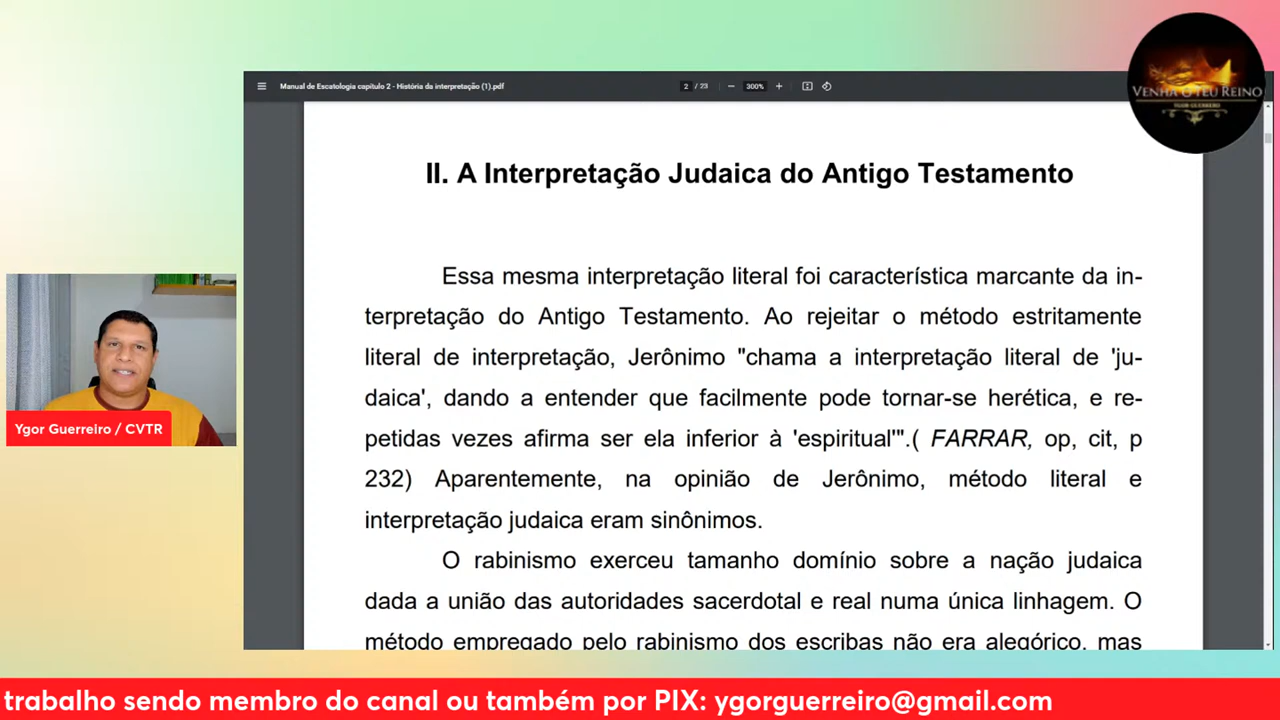 Manual de Escatologia capítulo 2 - História da interpretação (1).pdf
2 / 23
300%
VENHA O TEU REINO
YGOR GUERREIRO
II. A Interpretação Judaica do Antigo Testamento
Essa mesma interpretação literal foi característica marcante da in-
terpretação do Antigo Testamento. Ao rejeitar o método estritamente
literal de interpretação, Jerônimo "chama a interpretação literal de 'ju-
daica', dando a entender que facilmente pode tornar-se herética, e re-
petidas vezes afirma ser ela inferior à 'espiritual'".( FARRAR, op, cit, p
232) Aparentemente, na opinião de Jerônimo, método literal e
interpretação judaica eram sinônimos.
O rabinismo exerceu tamanho domínio sobre a nação judaica
dada a união das autoridades sacerdotal e real numa única linhagem. O
método empregado pelo rabinismo dos escribas não era alegórico, mas
Ygor Guerreiro / CVTR
trabalho sendo membro do canal ou também por PIX: ygorguerreiro@gmail.com